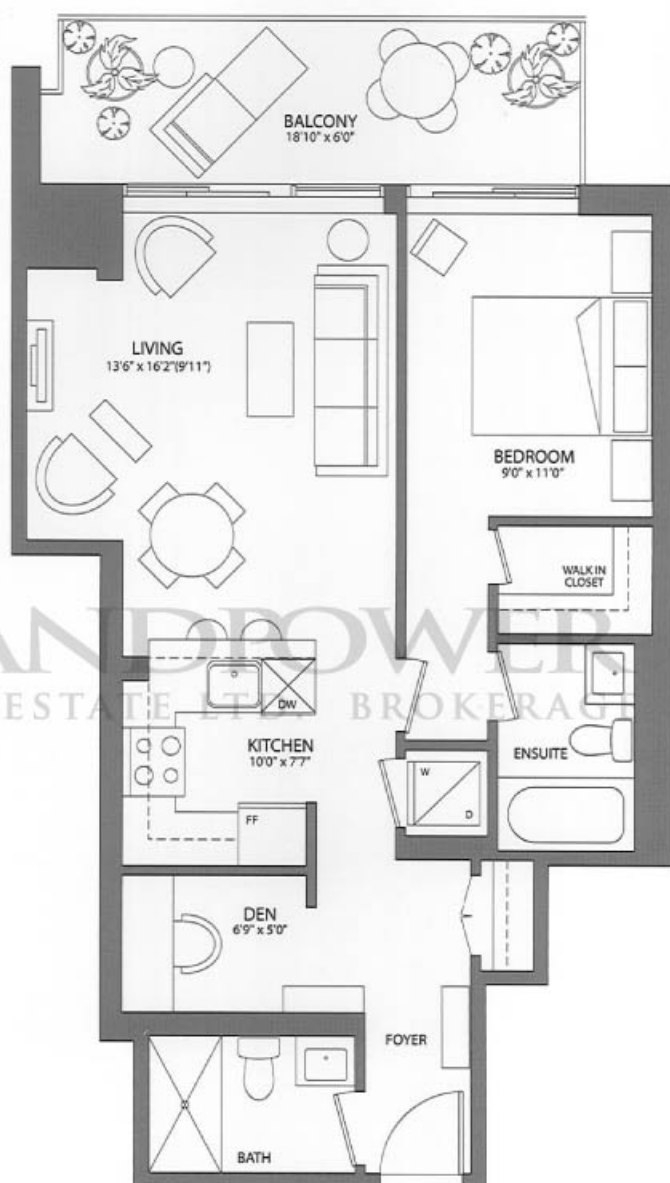 BALCONY
18'10" x 6'0"
LIVING
13'6" x 16'2"(9'11")
BEDROOM
9'0" x 11'0"
WALK IN
CLOSET
ANDPOWER
ESTATE LTD. BROKERAGE
DW
KITCHEN
10'0" x 7'7"
ENSUITE
W
D
FF
DEN
6'9" x 5'0"
FOYER
BATH